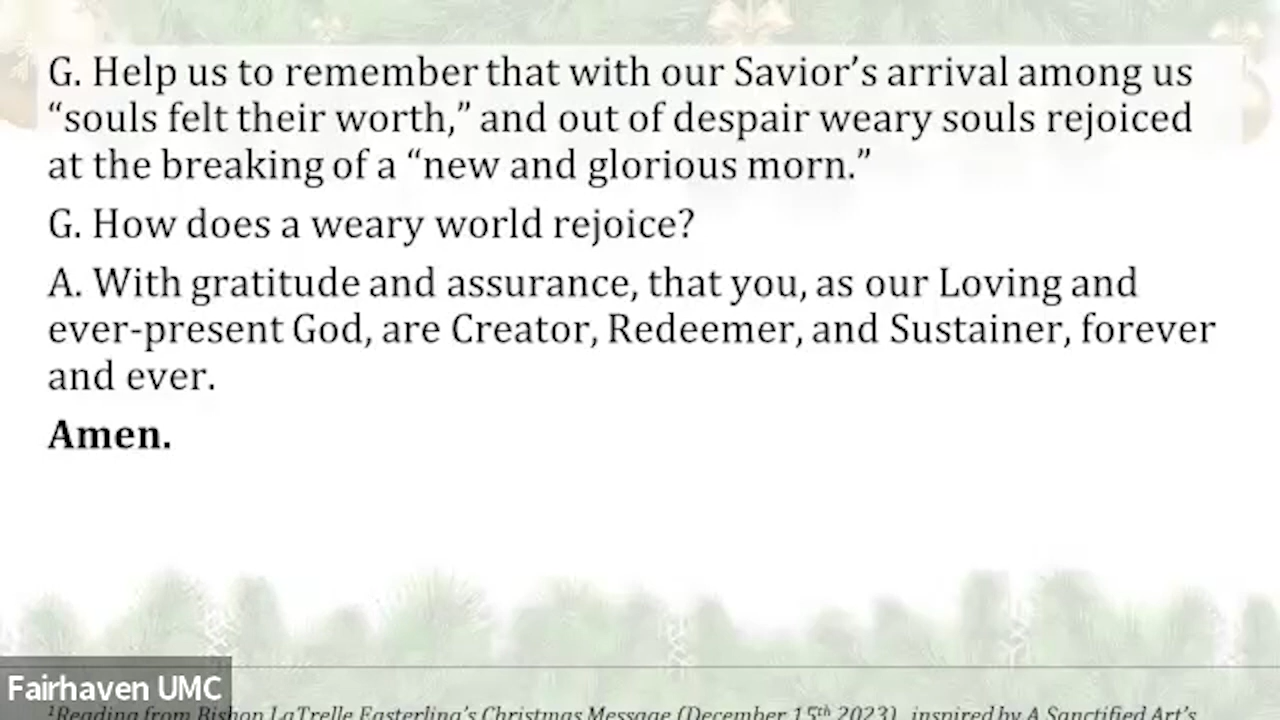 G. Help us to remember that with our Savior’s arrival among us
“souls felt their worth,” and out of despair weary souls rejoiced
at the breaking of a “new and glorious morn.”
G. How does a weary world rejoice?
A. With gratitude and assurance, that you, as our Loving and
ever-present God, are Creator, Redeemer, and Sustainer, forever
and ever.
Amen.
Fairhaven UMC
¹Reading from Bishop LaTrelle Easterling’s Christmas Message (December 15th 2023), inspired by A Sanctified Art’s